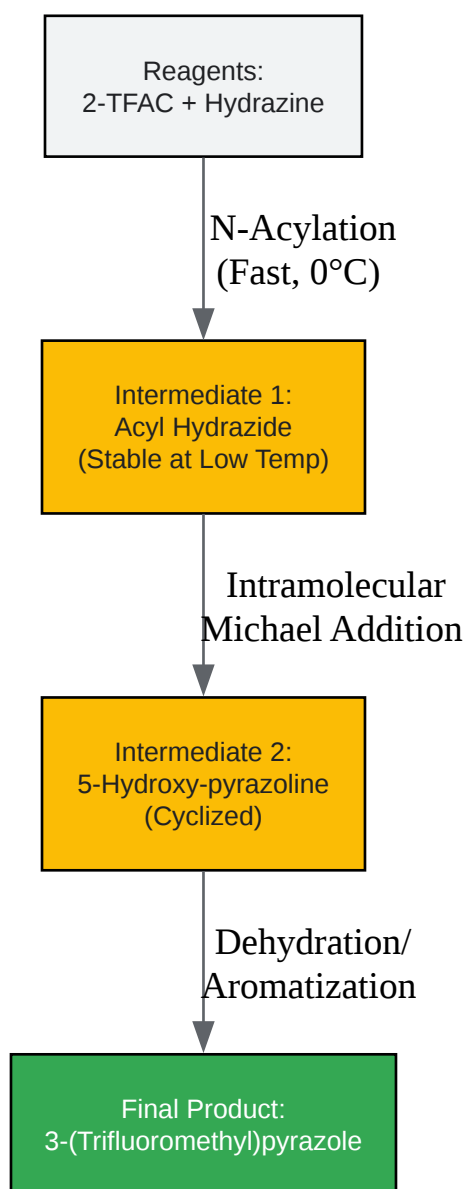 Reagents:
2-TFAC + Hydrazine
N-Acylation
(Fast, 0°C)
Intermediate 1:
Acyl Hydrazide
(Stable at Low Temp)
Intramolecular
Michael Addition
Intermediate 2:
5-Hydroxy-pyrazoline
(Cyclized)
Dehydration/
Aromatization
Final Product:
3-(Trifluoromethyl)pyrazole